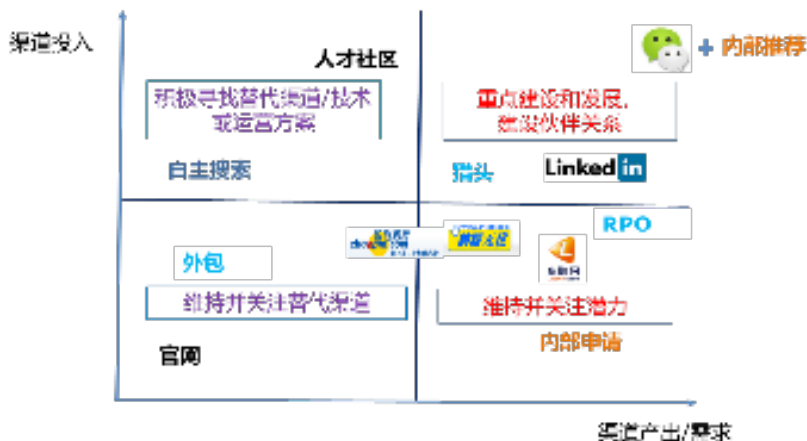 渠道投入
人才社区
+ 内部推荐
积极寻找替代渠道/技术
或运营方案
重点建设和发展,
建设伙伴关系
自主搜索
猎头
Linked in
RPO
外包
维持并关注替代渠道
维持并关注潜力
官网
内部申请
渠道产出/需求